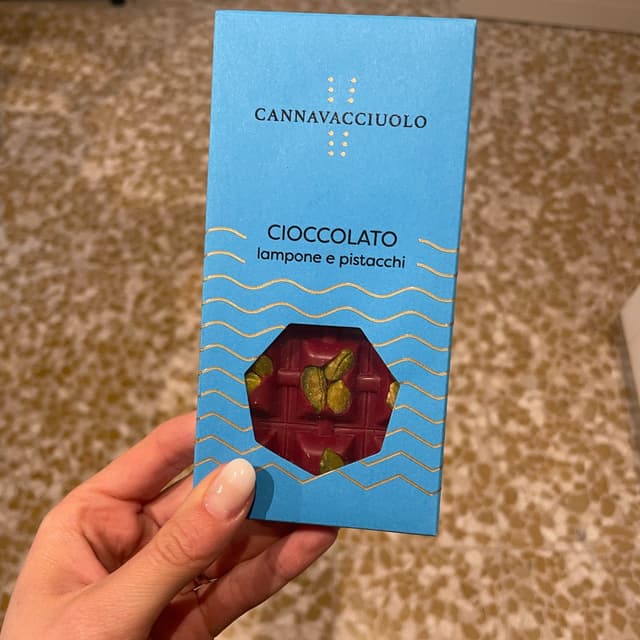 CANNAVACCIUOLO
CIOCCOLATO
lampone e pistacchi